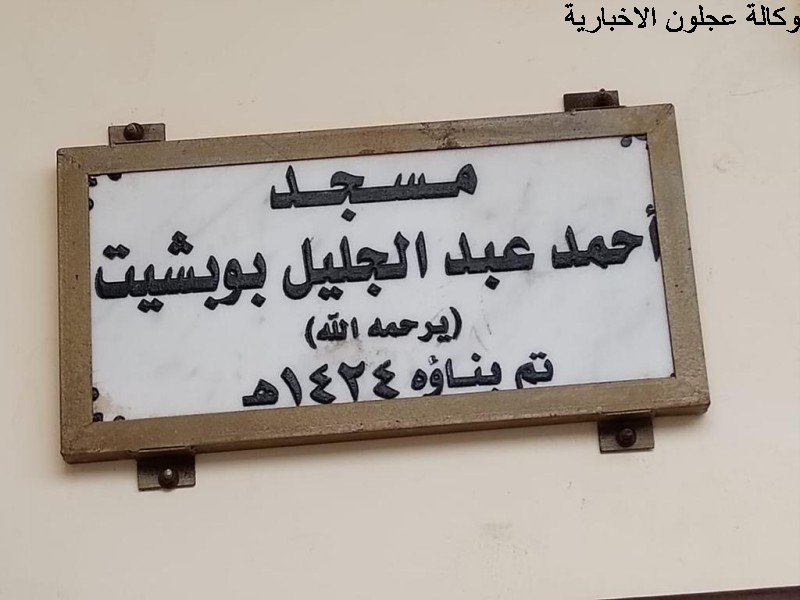 وكالة عجلون الاخبارية
مسجد
أحمد عبد الجليل بوبشيت
(يرحمه الله)
تم بناؤه ١٤٢٤هـ